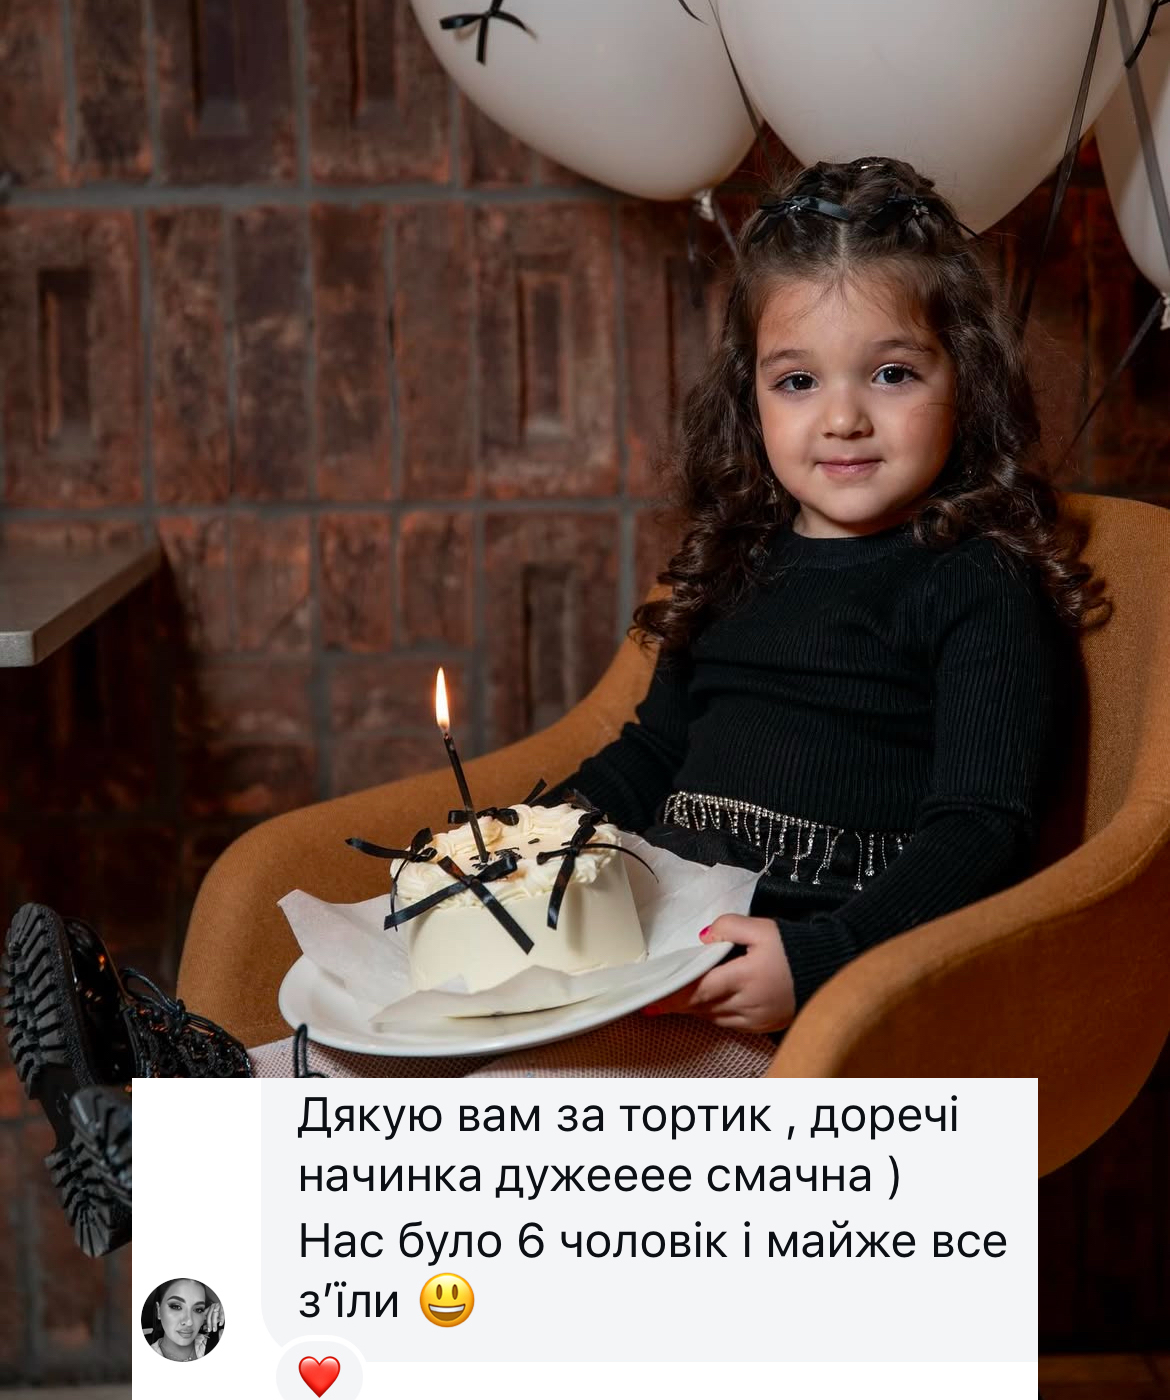 Дякую вам за тортик , доречі
начинка дужееее смачна )
Нас було 6 чоловік і майже все
з’їли 😃